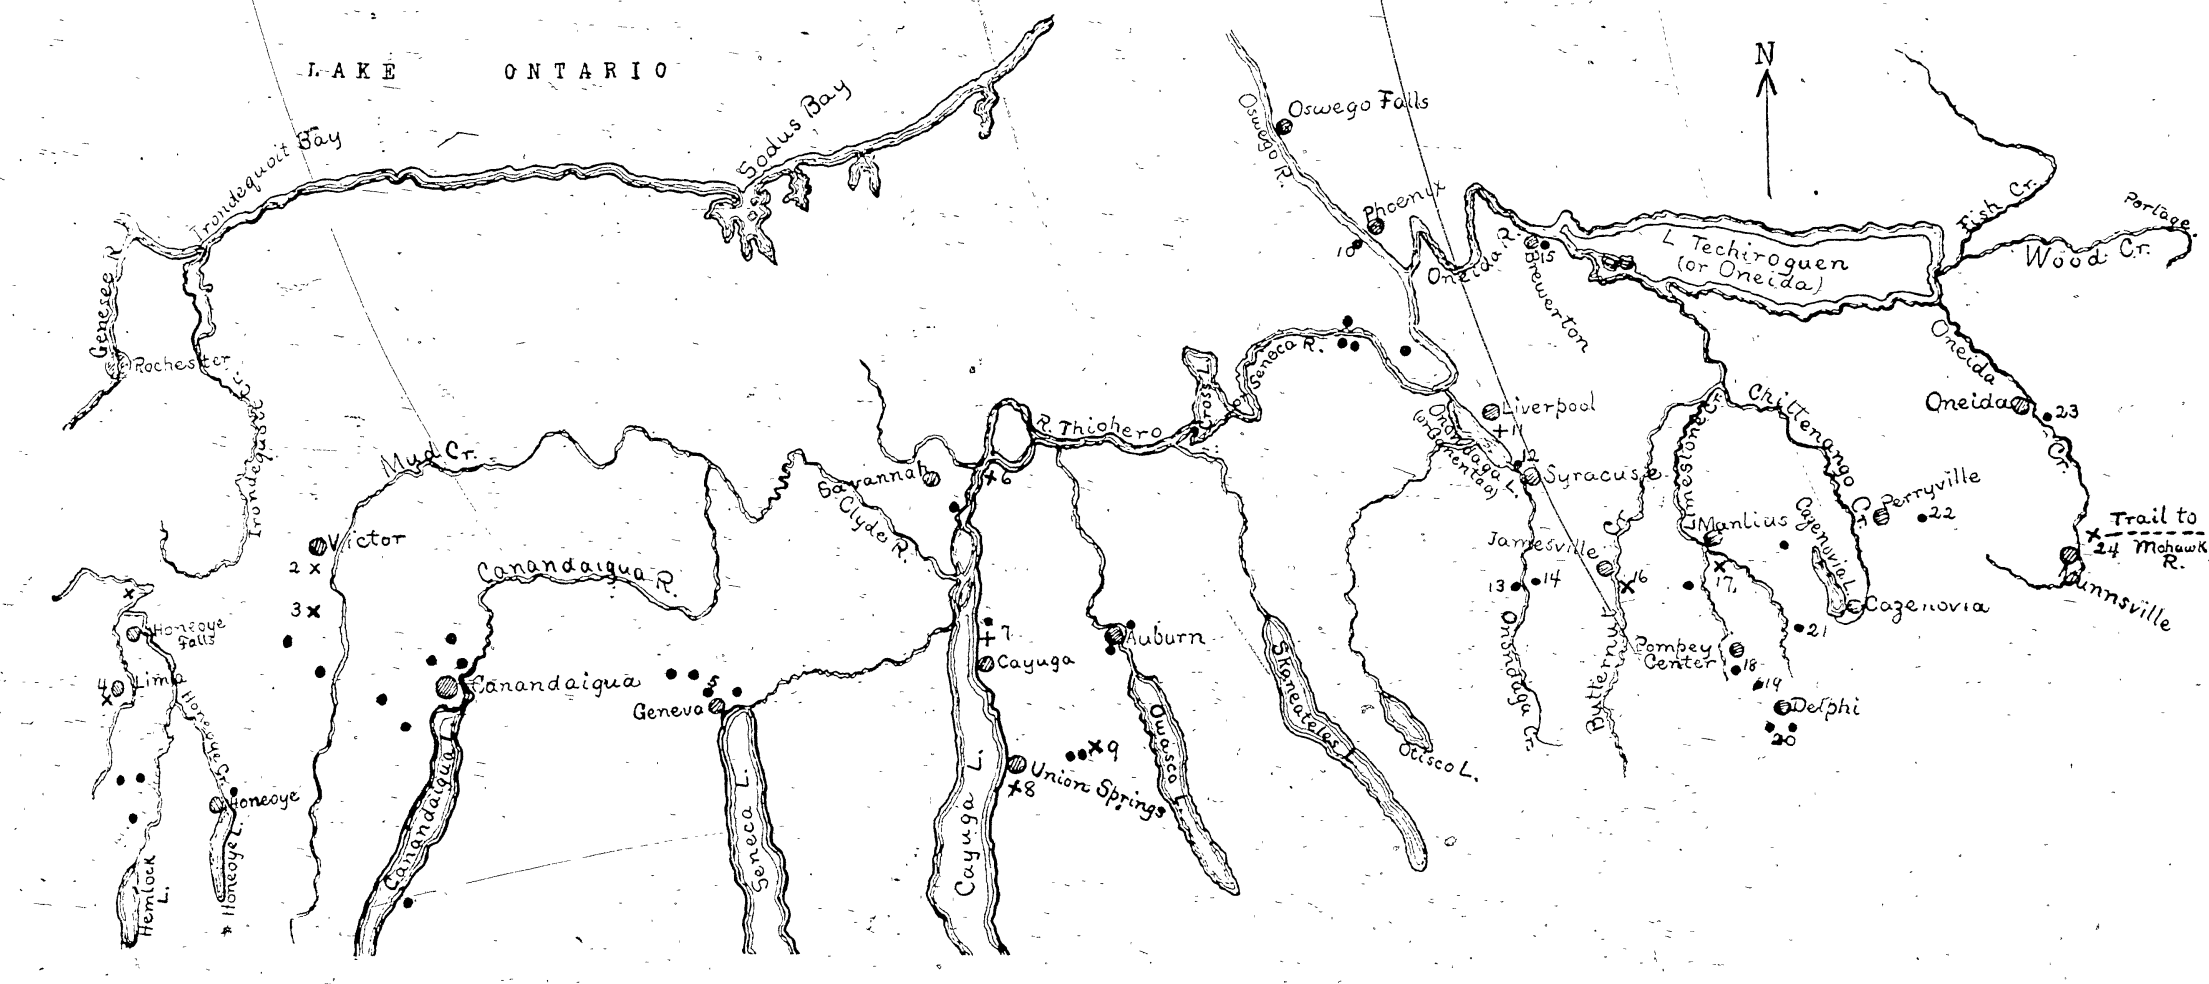 LAKE ONTARIO
N
Oswego Falls
Oswego R.
Sodus Bay
Irondequoit Bay
Phoenix
10
Oneida R.
15
Brewerton
L. Techiroguen
(or Oneida)
Fish Cr.
Portage.
Wood Cr.
Genesee R.
Rochester
Irondequoit Cr.
Seneca R.
Cross L.
R. Thiohero
Liverpool
11
Onondaga L.
(or Ganentaa)
12
Syracuse
Limestone Cr.
Chittenango Cr.
Oneida
23
Oneida Cr.
Mud Cr.
Savannah
6
Clyde R.
Perryville
22
Trail to
Mohawk
R.
24
Munnsville
Victor
2
3
Canandaigua R.
Jamesville
Manlius
Cazenovia L.
Cazenovia
13
14
16
17
Honeoye
Falls
4
Lima
Honeoye Cr.
Canandaigua
5
Geneva
7
Cayuga
Auburn
Onondaga Cr.
Butternut Cr.
Pompey
Center
18
19
21
Delphi
20
Honeoye
Honeoye L.
Hemlock
L.
Canandaigua L.
Seneca L.
Cayuga L.
Union Springs
8
9
Owasco L.
Skaneateles L.
Otisco L.